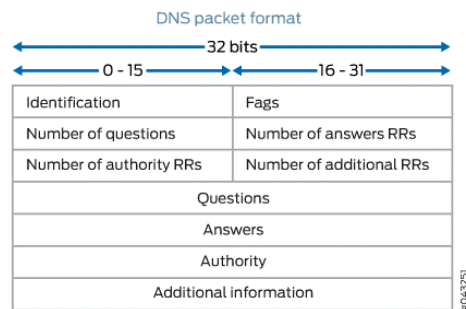 DNS packet format
32 bits
0 - 15 16 - 31
Identification Fags
Number of questions Number of answers RRs
Number of authority RRs Number of additional RRs
Questions
Answers
Authority
Additional information
g043251